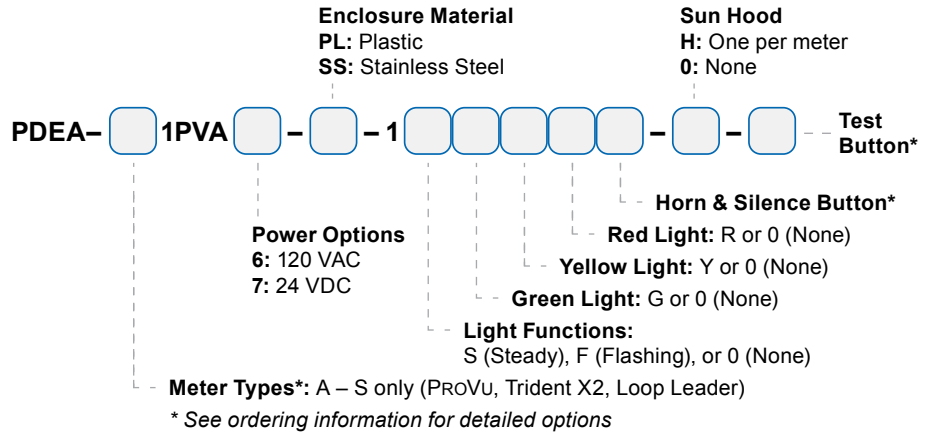 Enclosure Material
PL: Plastic
SS: Stainless Steel
Sun Hood
H: One per meter
0: None
PDEA– 1PVA – – 1 – –
Test
Button*
Horn & Silence Button*
Red Light: R or 0 (None)
Yellow Light: Y or 0 (None)
Green Light: G or 0 (None)
Light Functions:
S (Steady), F (Flashing), or 0 (None)
Power Options
6: 120 VAC
7: 24 VDC
Meter Types*: A – S only (PROVU, Trident X2, Loop Leader)
* See ordering information for detailed options